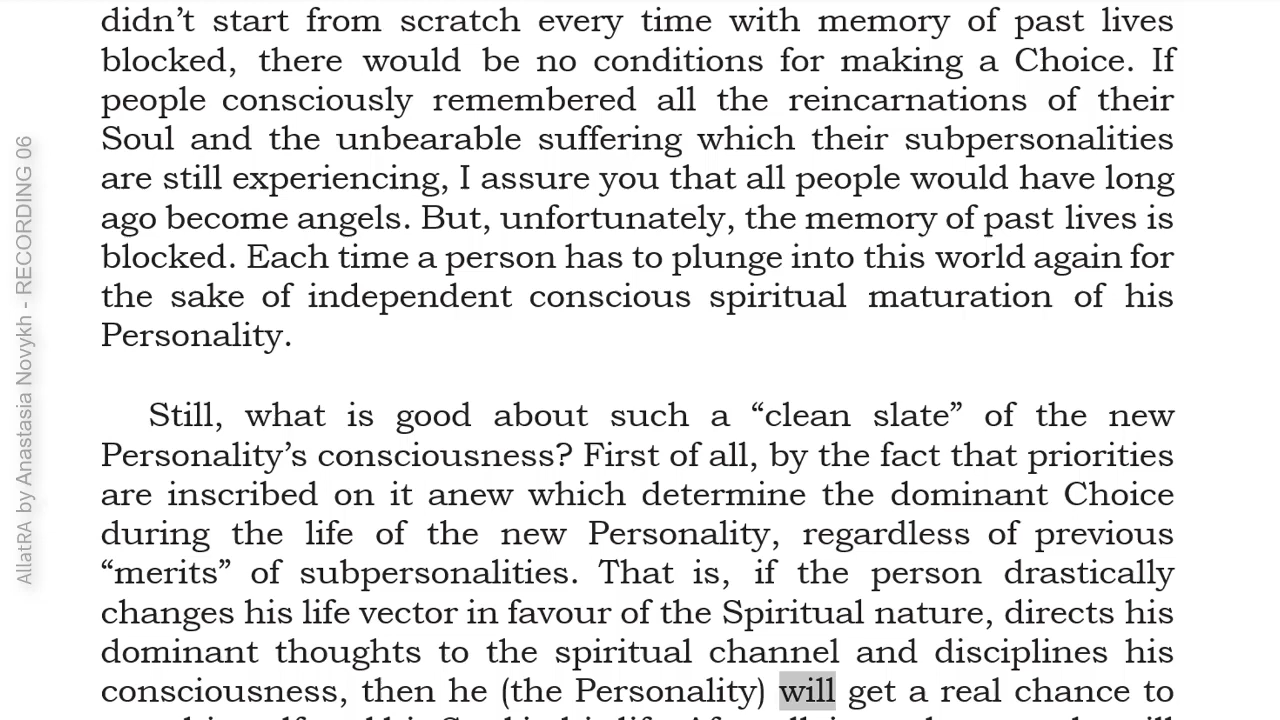 didn’t start from scratch every time with memory of past lives
blocked, there would be no conditions for making a Choice. If
people consciously remembered all the reincarnations of their
Soul and the unbearable suffering which their subpersonalities
are still experiencing, I assure you that all people would have long
ago become angels. But, unfortunately, the memory of past lives is
blocked. Each time a person has to plunge into this world again for
the sake of independent conscious spiritual maturation of his
Personality.
Still, what is good about such a “clean slate” of the new
Personality’s consciousness? First of all, by the fact that priorities
are inscribed on it anew which determine the dominant Choice
during the life of the new Personality, regardless of previous
“merits” of subpersonalities. That is, if the person drastically
changes his life vector in favour of the Spiritual nature, directs his
dominant thoughts to the spiritual channel and disciplines his
consciousness, then he (the Personality) will get a real chance to
AllatRA by Anastasia Novykh - RECORDING 06